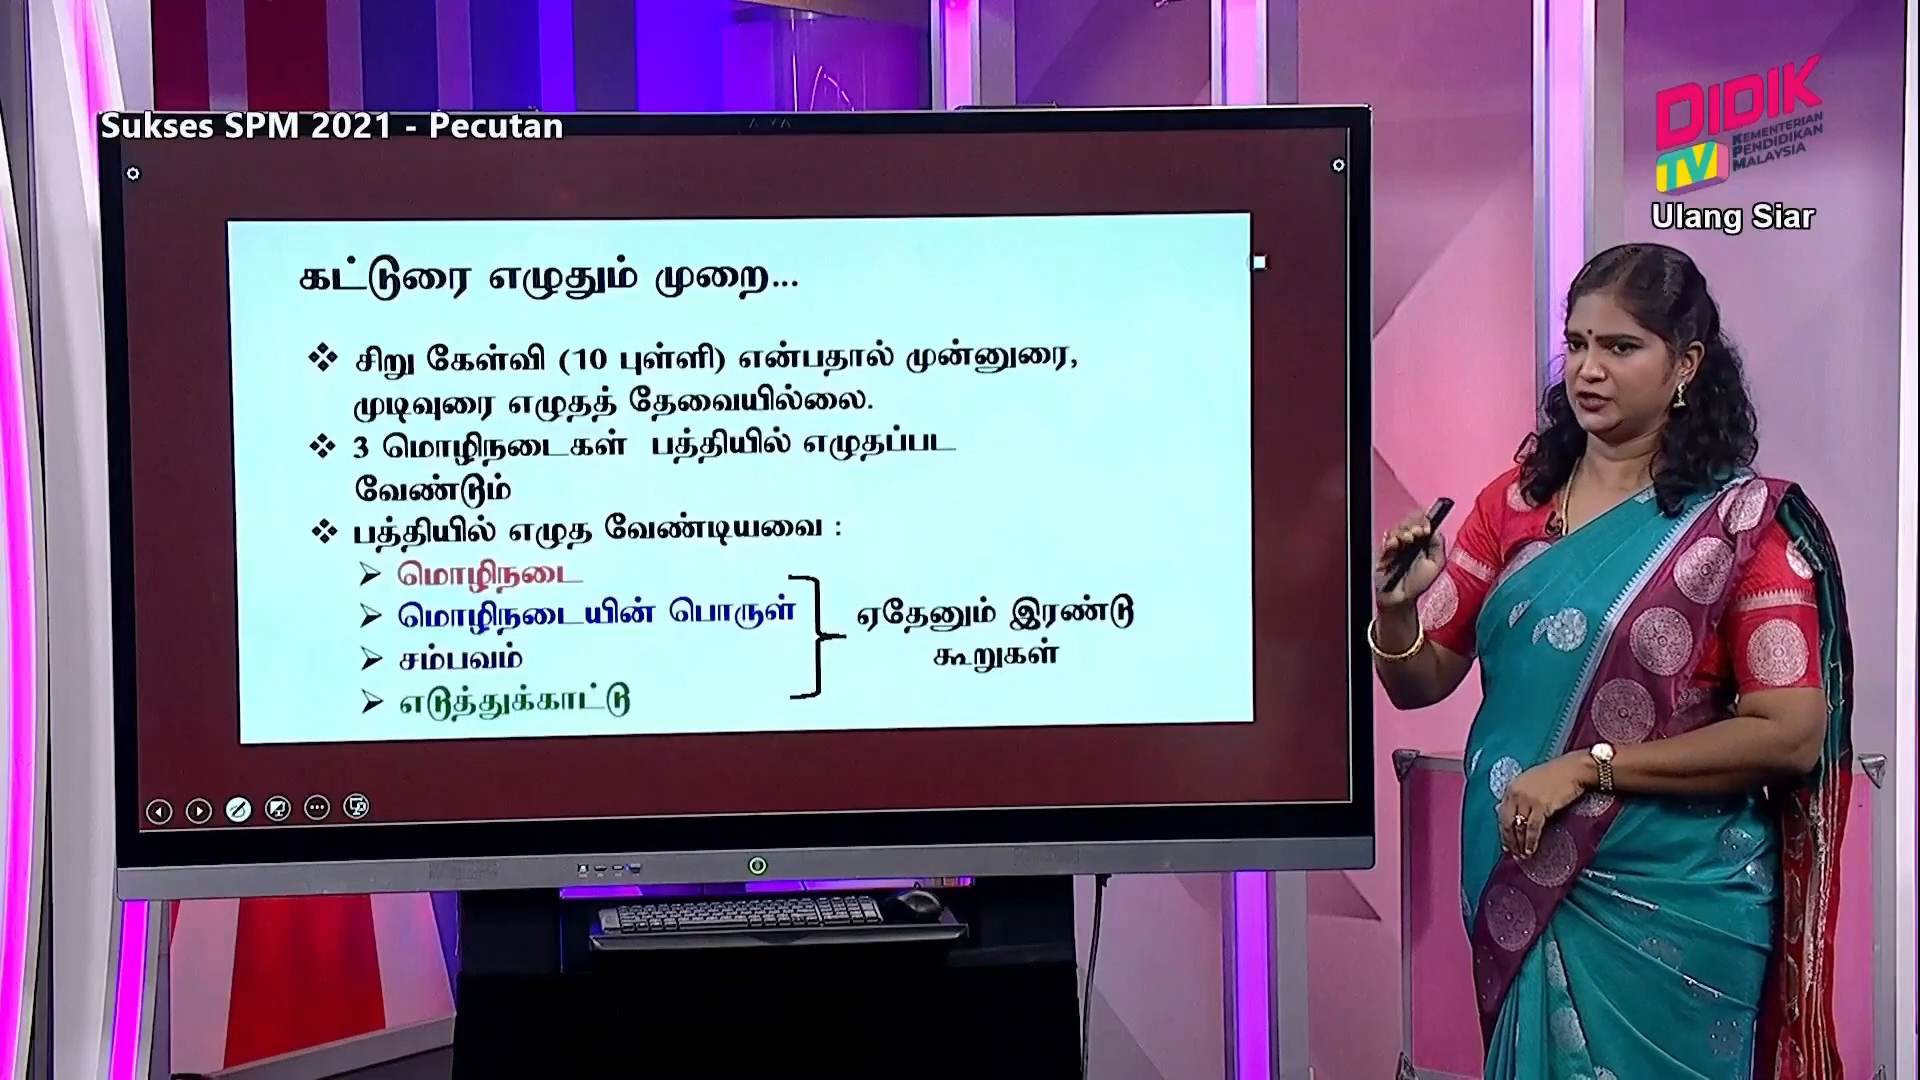 Sukses SPM 2021 - Pecutan
DIDIK
TV
KEMENTERIAN
PENDIDIKAN
MALAYSIA
Ulang Siar
கட்டுரை எழுதும் முறை...
❖ சிறு கேள்வி (10 புள்ளி) என்பதால் முன்னுரை,
முடிவுரை எழுதத் தேவையில்லை.
❖ 3 மொழிநடைகள் பத்தியில் எழுதப்பட
வேண்டும்
❖ பத்தியில் எழுத வேண்டியவை :
➢ மொழிநடை
➢ மொழிநடையின் பொருள்
➢ சம்பவம்
➢ எடுத்துக்காட்டு
ஏதேனும் இரண்டு
கூறுகள்